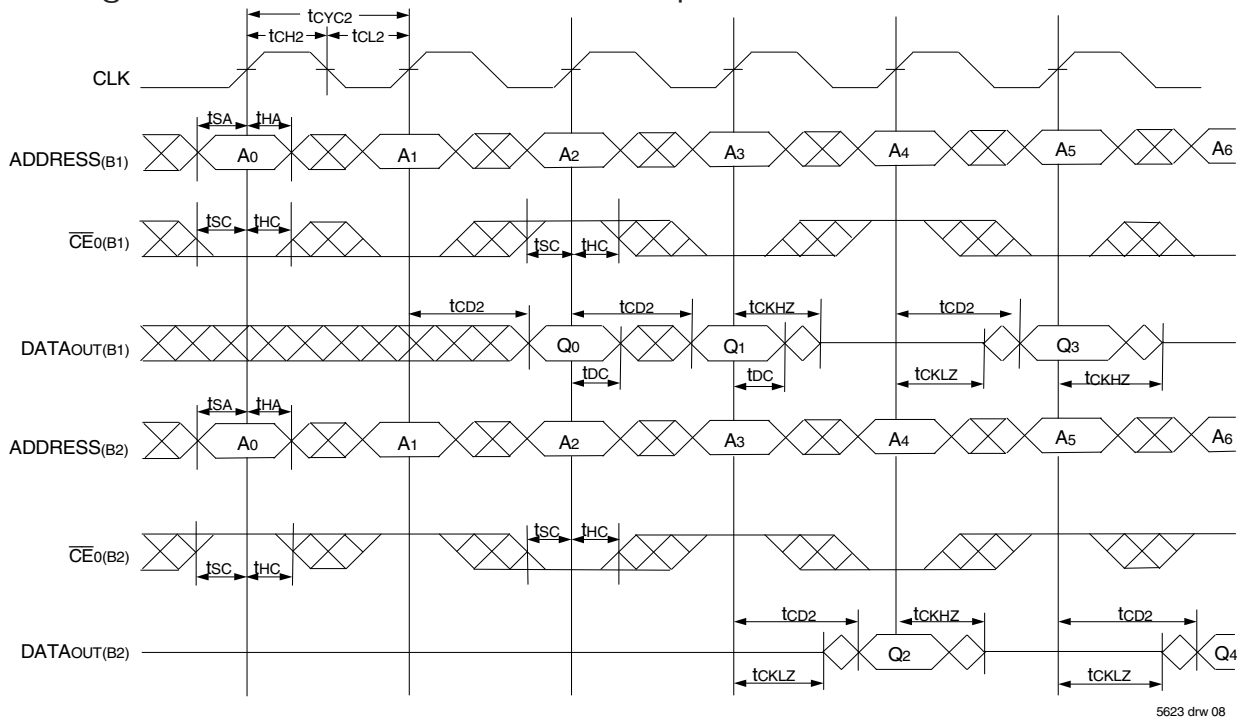 tCYC2
tCH2 tCL2
CLK
tSA tHA
ADDRESS(B1) A0 A1 A2 A3 A4 A5 A6
tSC tHC
CE0(B1) tSC tHC
tCD2 tCD2 tCKHZ tCD2
DATAOUT(B1) Q0 Q1 Q3
tDC tDC tCKLZ tCKHZ
tSA tHA
ADDRESS(B2) A0 A1 A2 A3 A4 A5 A6
tSC tHC
CE0(B2)
tSC tHC
tCD2 tCKHZ tCD2
DATAOUT(B2) Q2 Q4
tCKLZ tCKLZ
5623 drw 08